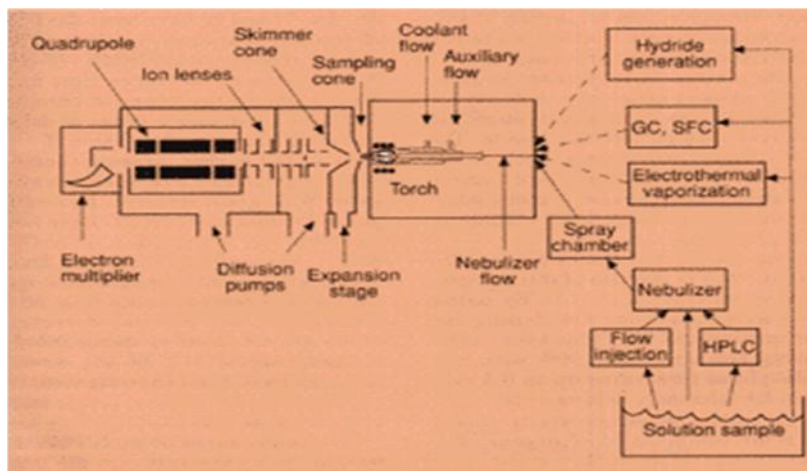 Quadrupole
Ion lenses
Skimmer
cone
Sampling
cone
Coolant
flow
Auxiliary
flow
Hydride
generation
GC, SFC
Electrothermal
vaporization
Torch
Electron
multiplier
Diffusion
pumps
Expansion
stage
Nebulizer
flow
Spray
chamber
Nebulizer
Flow
injection
HPLC
Solution sample